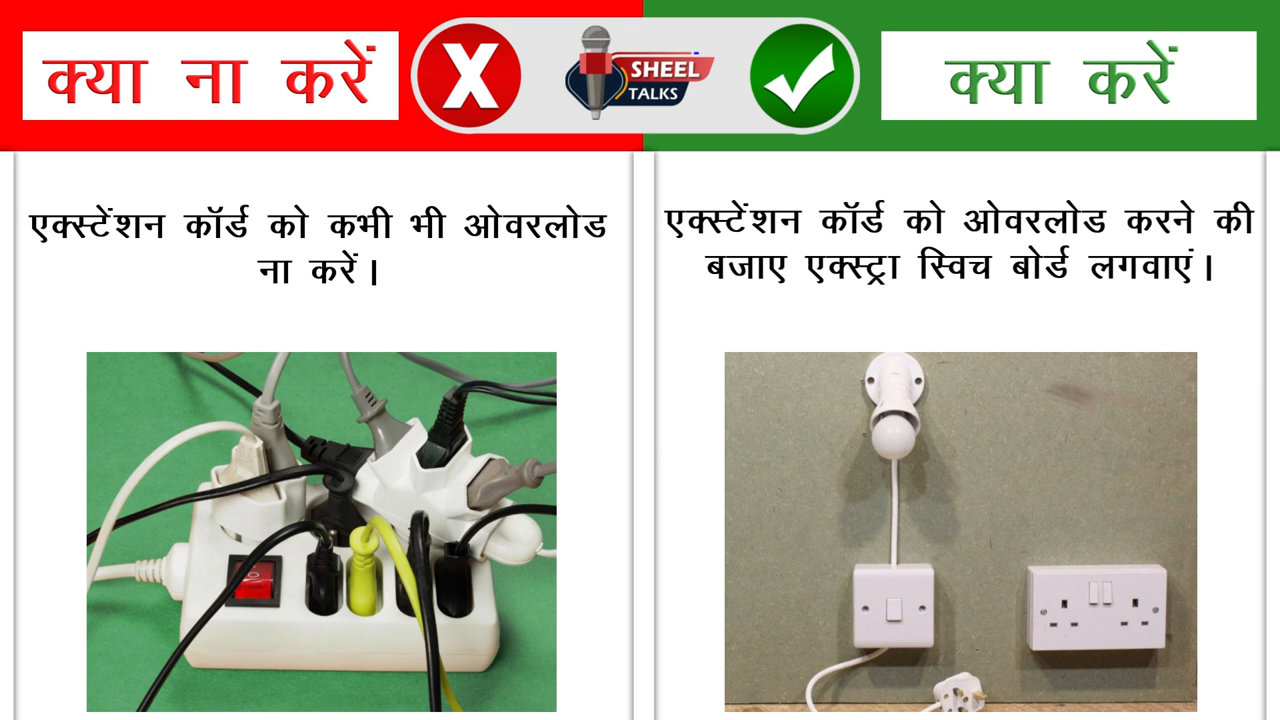 क्या ना करें
SHEEL
TALKS
क्या करें
एक्स्टेंशन कॉर्ड को कभी भी ओवरलोड
ना करें।
एक्स्टेंशन कॉर्ड को ओवरलोड करने की
बजाए एक्स्ट्रा स्विच बोर्ड लगवाएं।